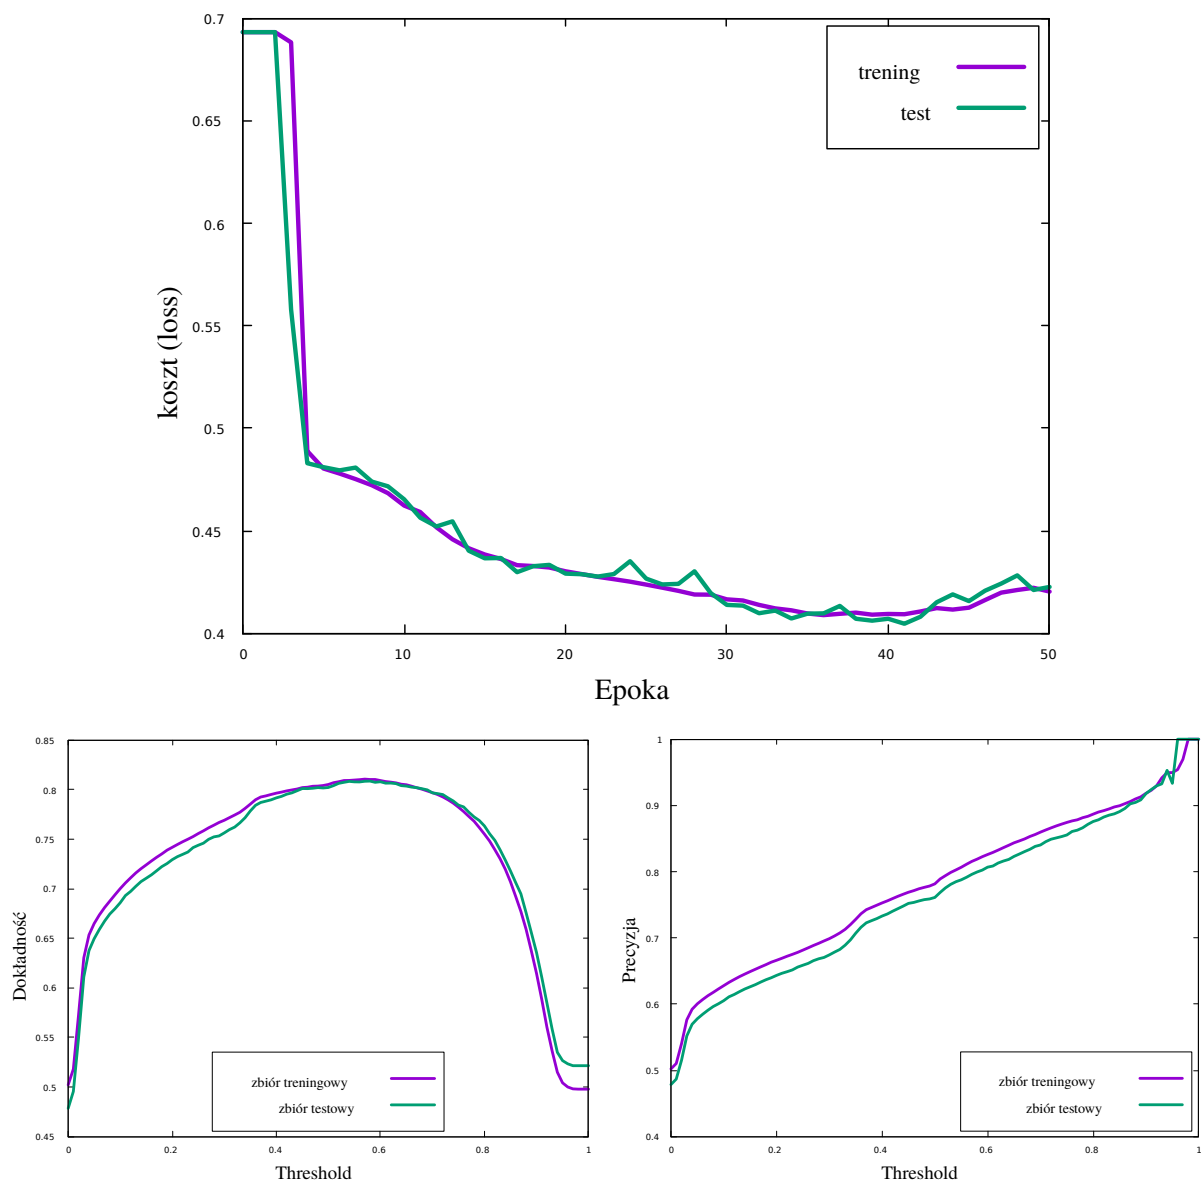 0.7
0.65
0.6
0.55
0.5
0.45
0.4
koszt (loss)
trening
test
0 10 20 30 40 50
Epoka
0.85
0.8
0.75
0.7
0.65
0.6
0.55
0.5
0.45
Dokładność
zbiór treningowy
zbiór testowy
0 0.2 0.4 0.6 0.8 1
Threshold
1
0.9
0.8
0.7
0.6
0.5
0.4
Precyzja
zbiór treningowy
zbiór testowy
0 0.2 0.4 0.6 0.8 1
Threshold